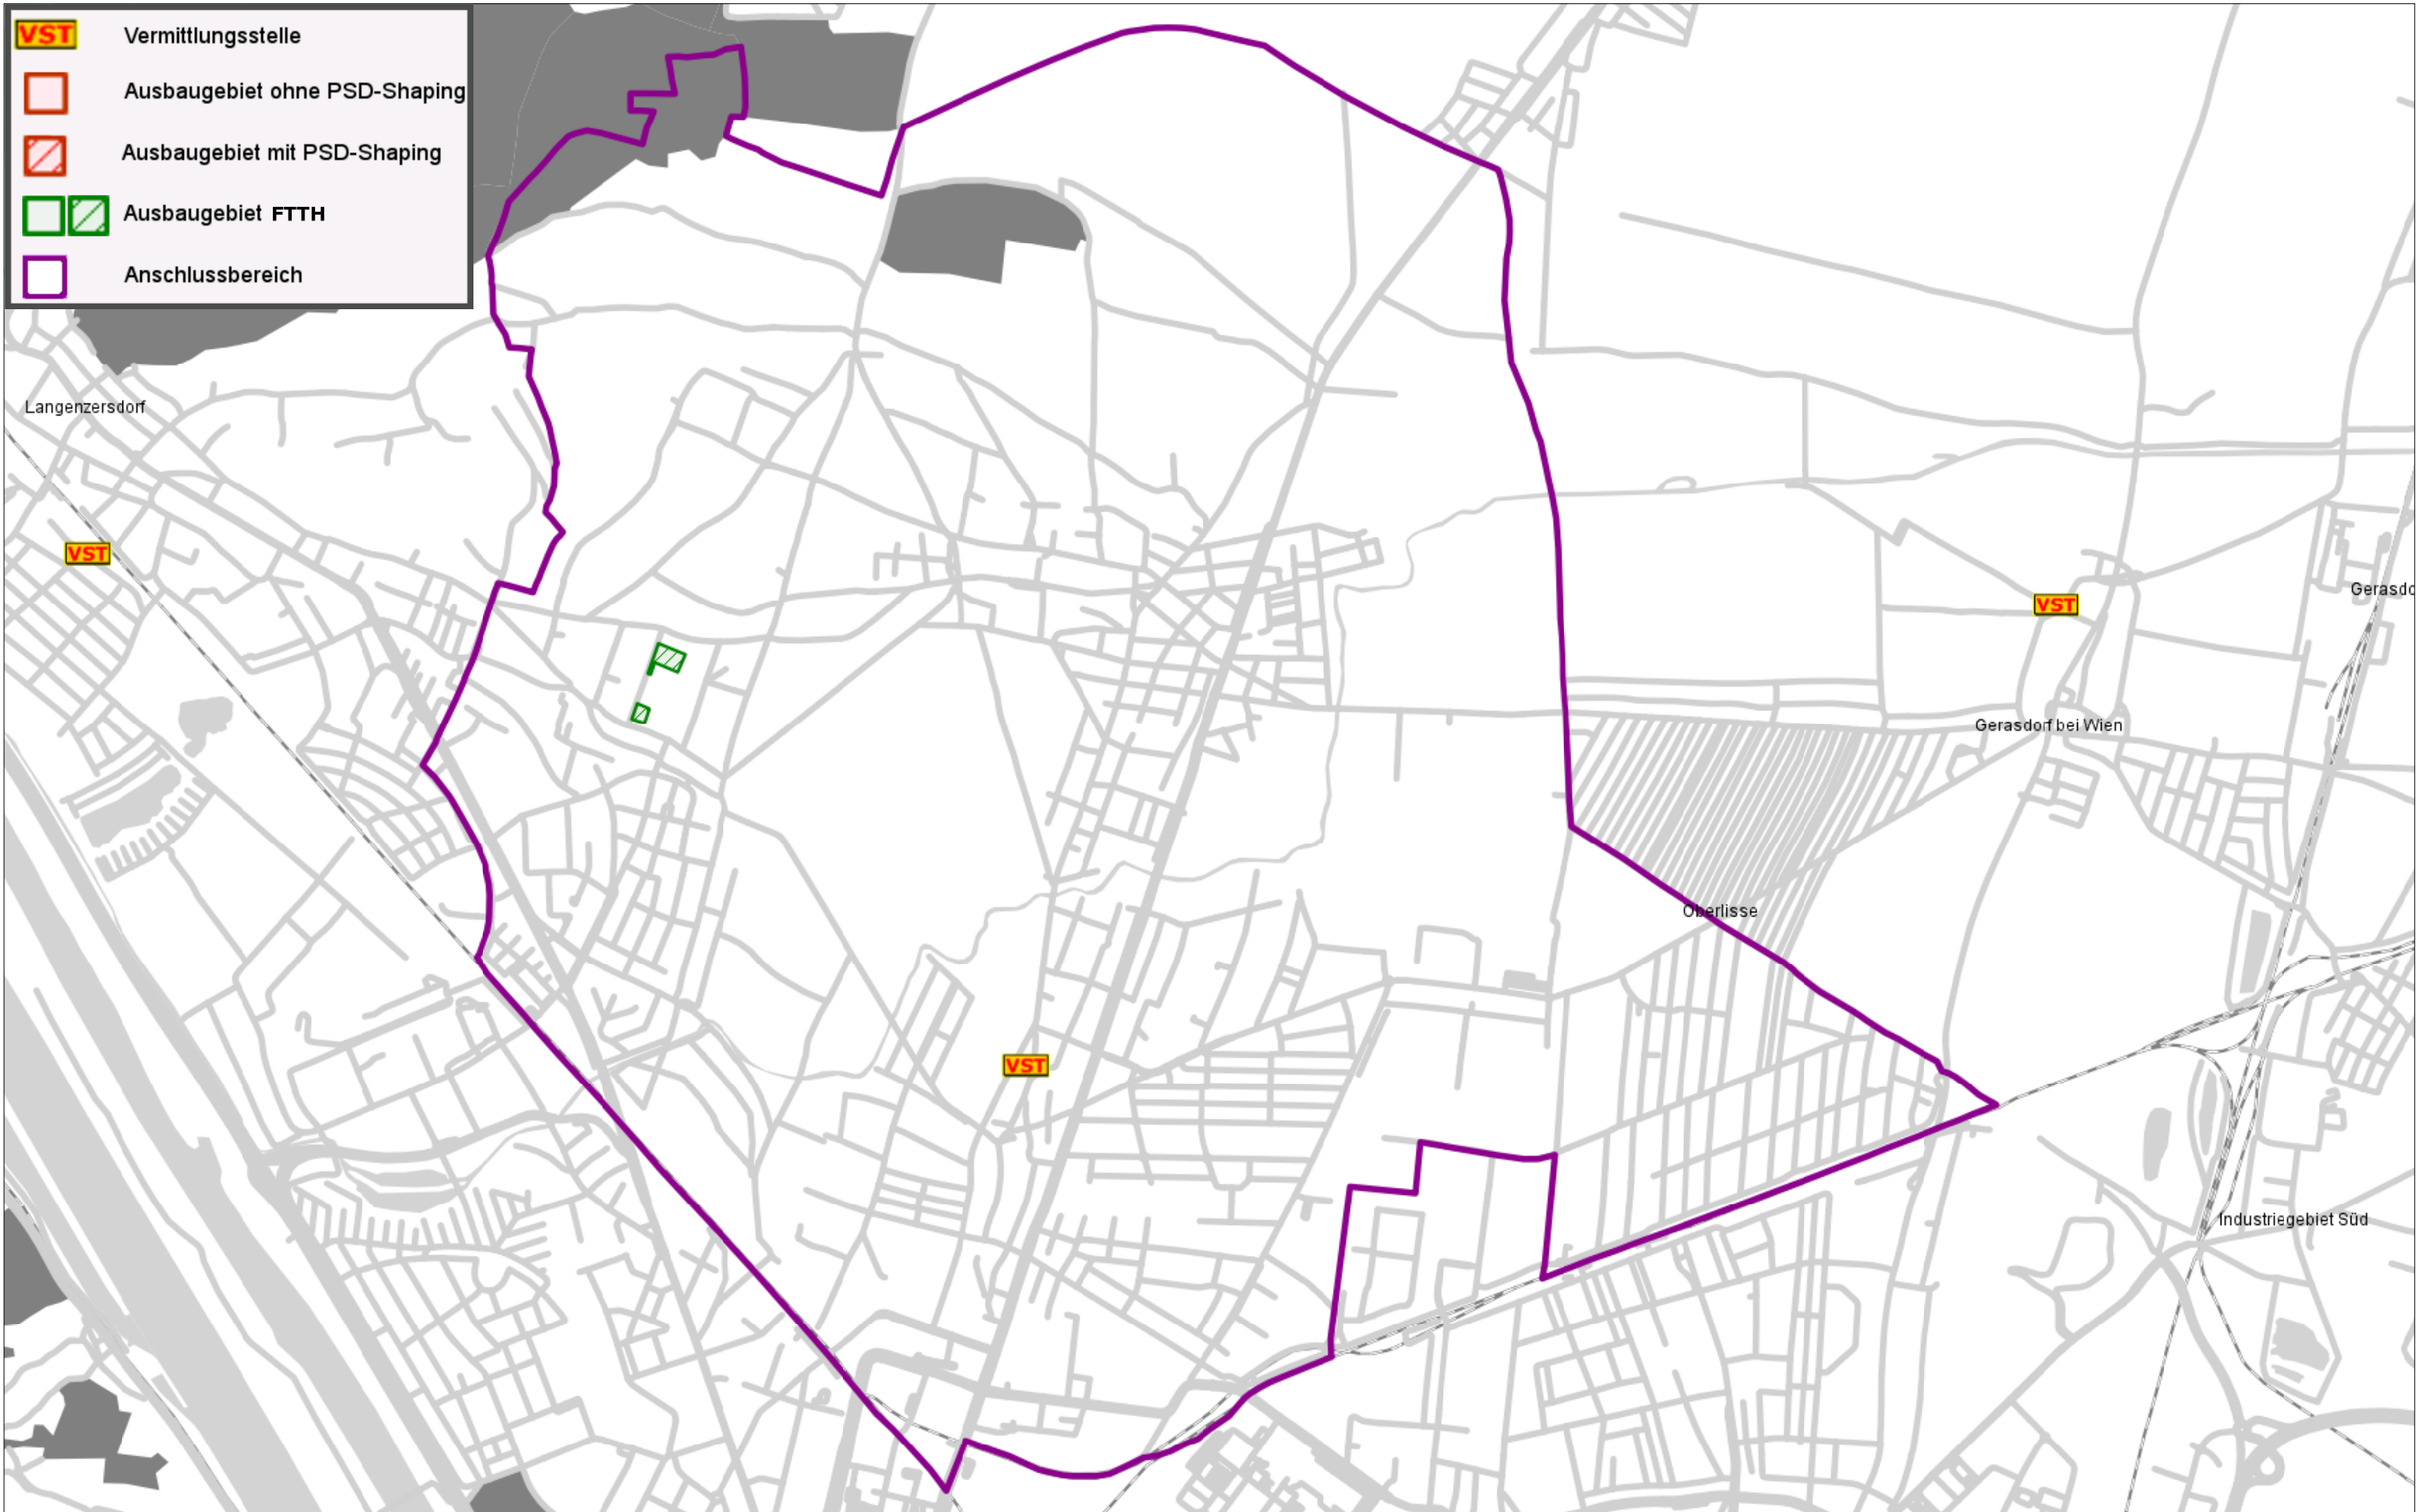 VST Vermittlungsstelle
Ausbaugebiet ohne PSD-Shaping
Ausbaugebiet mit PSD-Shaping
Ausbaugebiet FTTH
Anschlussbereich
Langenzersdorf
VST
Gerasdo
VST
Gerasdorf bei Wien
Oberlisse
VST
Industriegebiet Süd